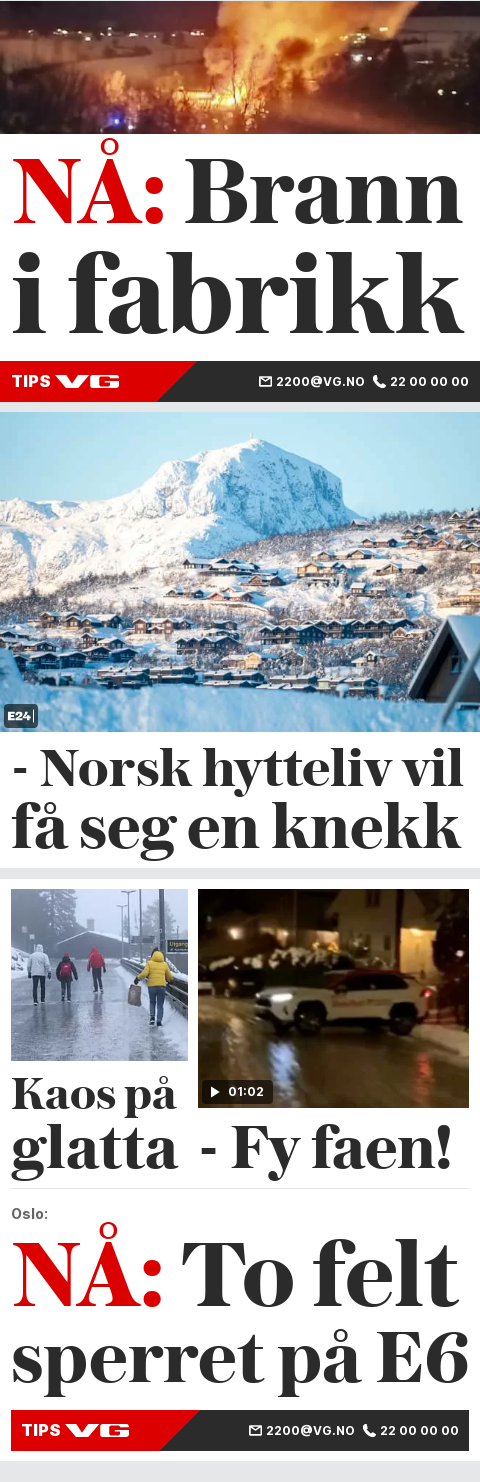 NÅ: Brann
i fabrikk
TIPS VG 2200@VG.NO 22 00 00 00
E24
- Norsk hytteliv vil
få seg en knekk
Utgang
01:02
Kaos på
glatta
- Fy faen!
Oslo:
NÅ: To felt
sperret på E6
TIPS VG 2200@VG.NO 22 00 00 00